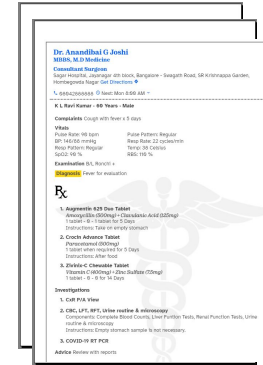 Dr. Anandibai G Joshi
MBBS, M.D Medicine
Consultant Surgeon
Sagar Hospital, Jayanagar 4th block, Bangalore - Swagath Road, SR Krishnappa Garden,
Hombegowda Nagar Get Directions
Next: Mon 8:00 AM
K L Ravi Kumar - 60 Years - Male
Complaints Cough with fever x 5 days
Vitals
Pulse Rate: 98 bpm Pulse Pattern: Regular
BP: 146/88 mmHg Resp Rate: 22 cycles/min
Resp Pattern: Regular Temp: 38 Celsius
SpO2: 98 % RBS: 110 %
Examination B/L Ronchi +
Diagnosis Fever for evaluation
Rx
1. Augmentin 625 Duo Tablet
Amoxycillin (500mg) + Clavulanic Acid (125mg)
1 tablet - 0 - 1 tablet for 5 Days
Instructions: Take on empty stomach
2. Crocin Advance Tablet
Paracetamol (500mg)
1 tablet when required for 5 Days
Instructions: After food
3. Zivinis-C Chewable Tablet
Vitamin C (400mg) + Zinc Sulfate (75mg)
1 tablet - 0 - 0 for 14 Days
Investigations
1. CxR P/A View
2. CBC, LFT, RFT, Urine routine & microscopy
Components: Complete Blood Counts, Liver Function Tests, Renal Function Tests, Urine
routine & microscopy
Instructions: Empty stomach sample is not necessary.
3. COVID-19 RT PCR
Advice Review with reports